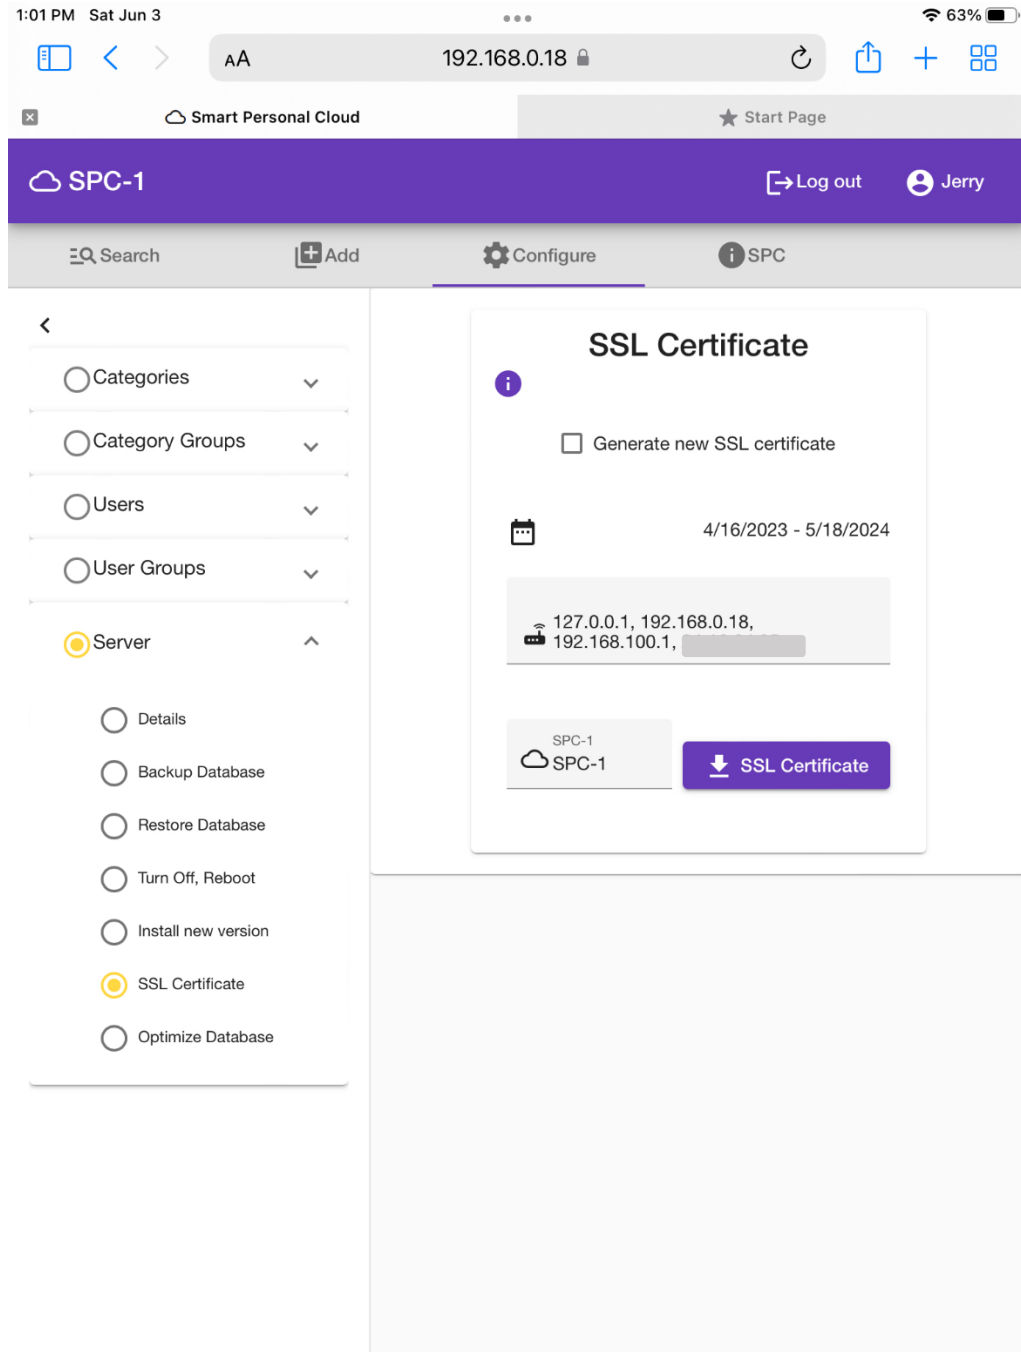 1:01 PM Sat Jun 3
63%
AA
192.168.0.18
Smart Personal Cloud
Start Page
SPC-1
Log out
Jerry
Search
Add
Configure
SPC
Categories
Category Groups
Users
User Groups
Server
Details
Backup Database
Restore Database
Turn Off, Reboot
Install new version
SSL Certificate
Optimize Database
SSL Certificate
Generate new SSL certificate
4/16/2023 - 5/18/2024
127.0.0.1, 192.168.0.18,
192.168.100.1,
SPC-1
SPC-1
SSL Certificate